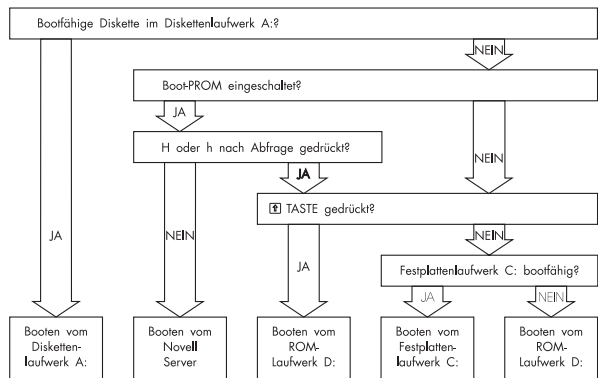 Bootfähige Diskette im Diskettenlaufwerk A:?
NEIN
Boot-PROM eingeschaltet?
JA
H oder h nach Abfrage gedrückt?
NEIN
JA
⇧ TASTE gedrückt?
JA
NEIN
NEIN
JA
Festplattenlaufwerk C: bootfähig?
JA
NEIN
Booten vom
Disketten-
laufwerk A:
Booten vom
Novell
Server
Booten vom
ROM-
Laufwerk D:
Booten vom
Festplatten-
laufwerk C:
Booten vom
ROM-
Laufwerk D: